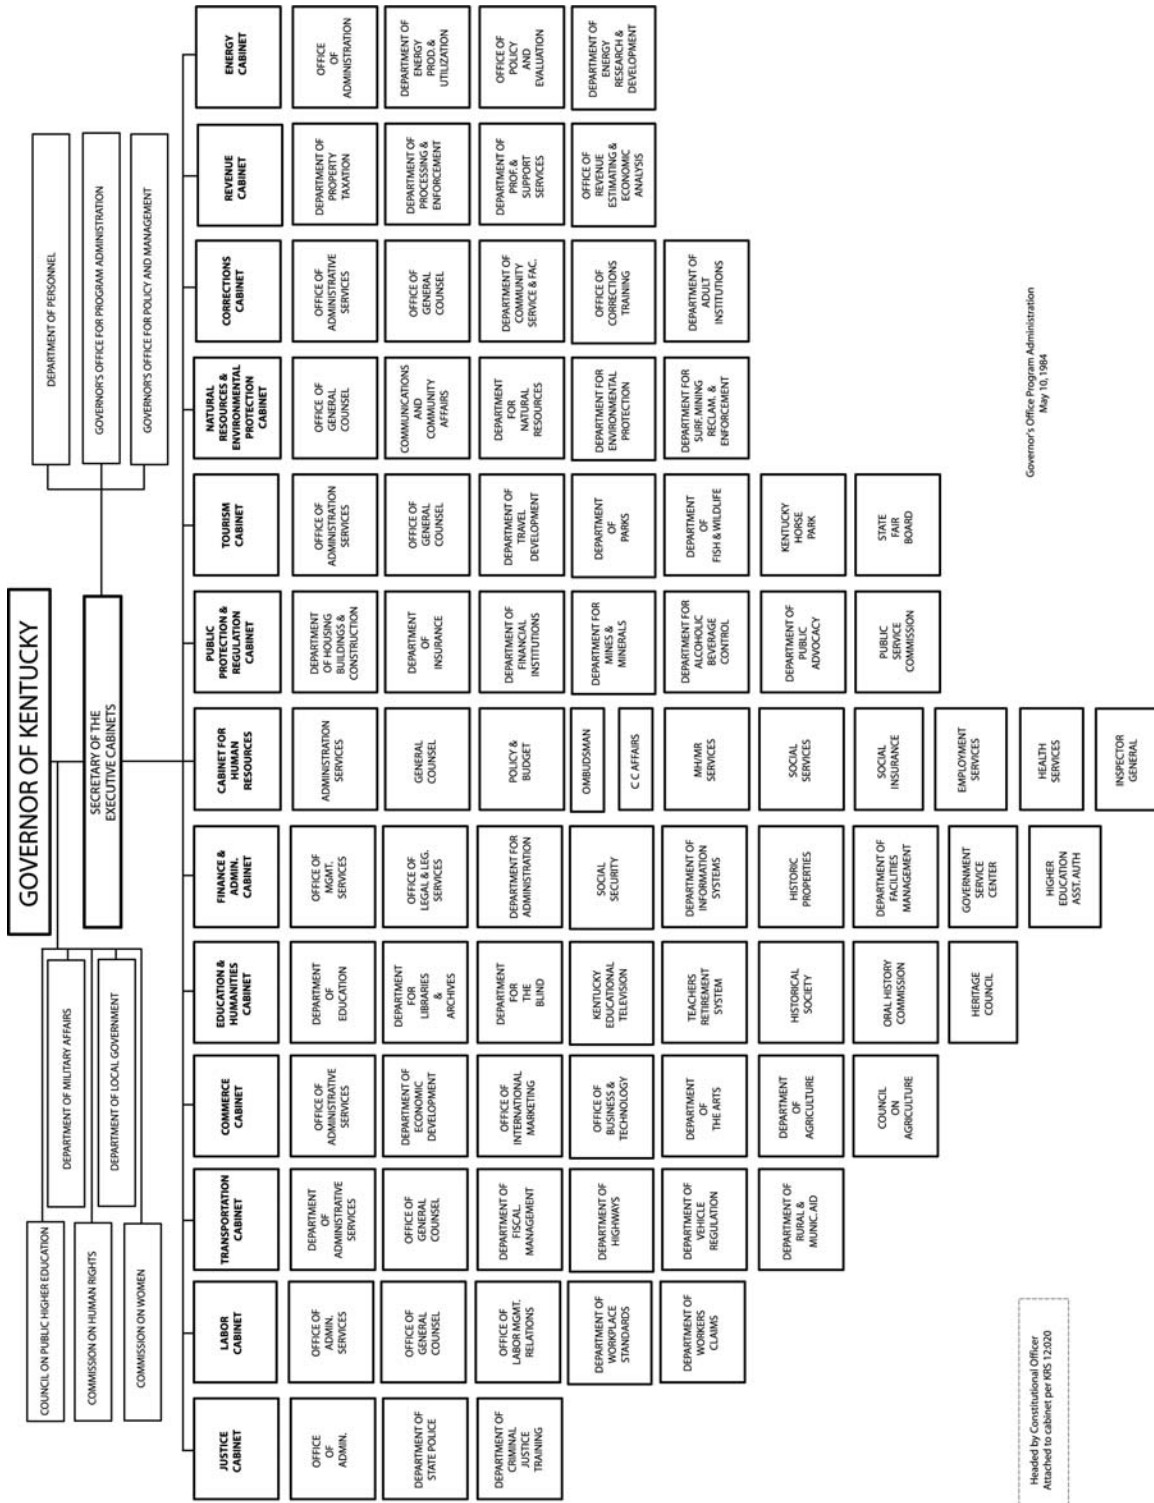 GOVERNOR OF KENTUCKY
SECRETARY OF THE
EXECUTIVE CABINETS
COUNCIL ON PUBLIC HIGHER EDUCATION
DEPARTMENT OF MILITARY AFFAIRS
COMMISSION ON HUMAN RIGHTS
DEPARTMENT OF LOCAL GOVERNMENT
COMMISSION ON WOMEN
DEPARTMENT OF PERSONNEL
GOVERNOR'S OFFICE FOR PROGRAM ADMINISTRATION
GOVERNOR'S OFFICE FOR POLICY AND MANAGEMENT
JUSTICE
CABINET
OFFICE
OF
ADMIN.
DEPARTMENT OF
STATE POLICE
DEPARTMENT OF
CRIMINAL
JUSTICE
TRAINING
LABOR
CABINET
OFFICE OF
ADMIN.
SERVICES
OFFICE OF
GENERAL
COUNSEL
OFFICE OF
LABOR MGMT.
RELATIONS
DEPARTMENT OF
WORKPLACE
STANDARDS
DEPARTMENT OF
WORKERS
CLAIMS
TRANSPORTATION
CABINET
DEPARTMENT
OF
ADMINISTRATIVE
SERVICES
OFFICE OF
GENERAL
COUNSEL
DEPARTMENT OF
FISCAL
MANAGEMENT
DEPARTMENT OF
HIGHWAYS
DEPARTMENT OF
VEHICLE
REGULATION
DEPARTMENT OF
RURAL &
MUNIC. AID
COMMERCE
CABINET
OFFICE OF
ADMINISTRATIVE
SERVICES
DEPARTMENT OF
ECONOMIC
DEVELOPMENT
OFFICE OF
INTERNATIONAL
MARKETING
OFFICE OF
BUSINESS &
TECHNOLOGY
DEPARTMENT
OF
THE ARTS
DEPARTMENT
OF
AGRICULTURE
COUNCIL
ON
AGRICULTURE
EDUCATION &
HUMANITIES
CABINET
DEPARTMENT
OF
EDUCATION
DEPARTMENT
FOR
LIBRARIES
&
ARCHIVES
DEPARTMENT
FOR
THE
BLIND
KENTUCKY
EDUCATIONAL
TELEVISION
TEACHERS
RETIREMENT
SYSTEM
HISTORICAL
SOCIETY
ORAL HISTORY
COMMISSION
HERITAGE
COUNCIL
FINANCE &
ADMIN.
CABINET
OFFICE OF
MGMT.
SERVICES
OFFICE OF
LEGAL & LEG.
SERVICES
DEPARTMENT FOR
ADMINISTRATION
SOCIAL
SECURITY
DEPARTMENT OF
INFORMATION
SYSTEMS
HISTORIC
PROPERTIES
DEPARTMENT OF
FACILITIES
MANAGEMENT
GOVERNMENT
SERVICE
CENTER
HIGHER
EDUCATION
ASST. AUTH
CABINET FOR
HUMAN
RESOURCES
ADMINISTRATION
SERVICES
GENERAL
COUNSEL
POLICY &
BUDGET
OMBUDSMAN
C C AFFAIRS
MH/MR
SERVICES
SOCIAL
SERVICES
SOCIAL
INSURANCE
EMPLOYMENT
SERVICES
HEALTH
SERVICES
INSPECTOR
GENERAL
PUBLIC
PROTECTION &
REGULATION
CABINET
DEPARTMENT
OF HOUSING
BUILDINGS &
CONSTRUCTION
DEPARTMENT
OF
INSURANCE
DEPARTMENT OF
FINANCIAL
INSTITUTIONS
DEPARTMENT FOR
MINES &
MINERALS
DEPARTMENT FOR
ALCOHOLIC
BEVERAGE
CONTROL
DEPARTMENT OF
PUBLIC
ADVOCACY
PUBLIC
SERVICE
COMMISSION
TOURISM
CABINET
OFFICE OF
ADMINISTRATION
SERVICES
OFFICE OF
GENERAL
COUNSEL
DEPARTMENT OF
TRAVEL
DEVELOPMENT
DEPARTMENT
OF
PARKS
DEPARTMENT
OF
FISH & WILDLIFE
KENTUCKY
HORSE
PARK
STATE
FAIR
BOARD
NATURAL
RESOURCES &
ENVIRONMENTAL
PROTECTION
CABINET
OFFICE OF
GENERAL
COUNSEL
COMMUNICATIONS
AND
COMMUNITY
AFFAIRS
DEPARTMENT
FOR
NATURAL
RESOURCES
DEPARTMENT FOR
ENVIRONMENTAL
PROTECTION
DEPARTMENT FOR
SURF.MINING
RECLAM. &
ENFORCEMENT
CORRECTIONS
CABINET
OFFICE OF
ADMINISTRATIVE
SERVICES
OFFICE OF
GENERAL
COUNSEL
DEPARTMENT OF
COMMUNITY
SERVICE & FAC.
OFFICE OF
CORRECTIONS
TRAINING
DEPARTMENT OF
ADULT
INSTITUTIONS
REVENUE
CABINET
DEPARTMENT OF
PROPERTY
TAXATION
DEPARTMENT OF
PROCESSING &
ENFORCEMENT
DEPARTMENT OF
PROF. &
SUPPORT
SERVICES
OFFICE OF
REVENUE
ESTIMATING &
ECONOMIC
ANALYSIS
ENERGY
CABINET
OFFICE
OF
ADMINISTRATION
DEPARTMENT OF
ENERGY
PROD. &
UTILIZATION
OFFICE OF
POLICY
AND
EVALUATION
DEPARTMENT OF
ENERGY
RESEARCH &
DEVELOPMENT
Headed by Constitutional Officer
Attached to cabinet per KRS 12:020
Governor's Office Program Administration
May 10, 1984